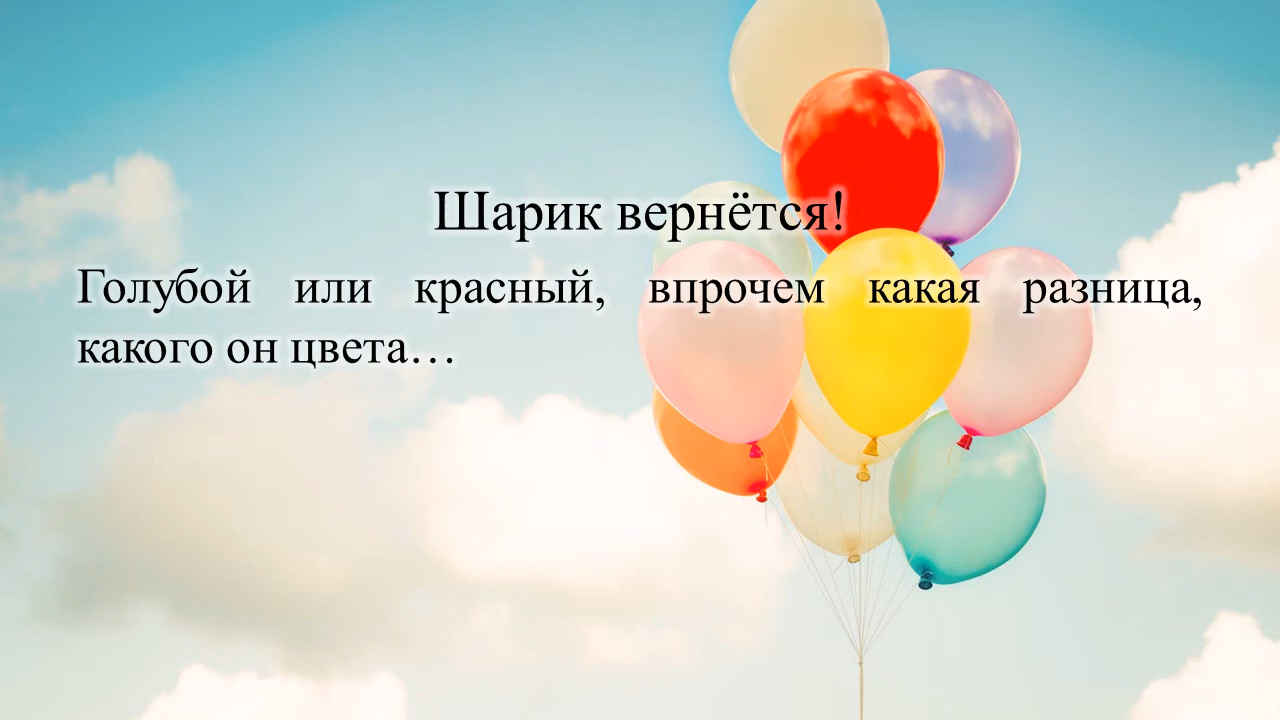 Шарик вернётся!
Голубой или красный, впрочем какая разница,
какого он цвета…